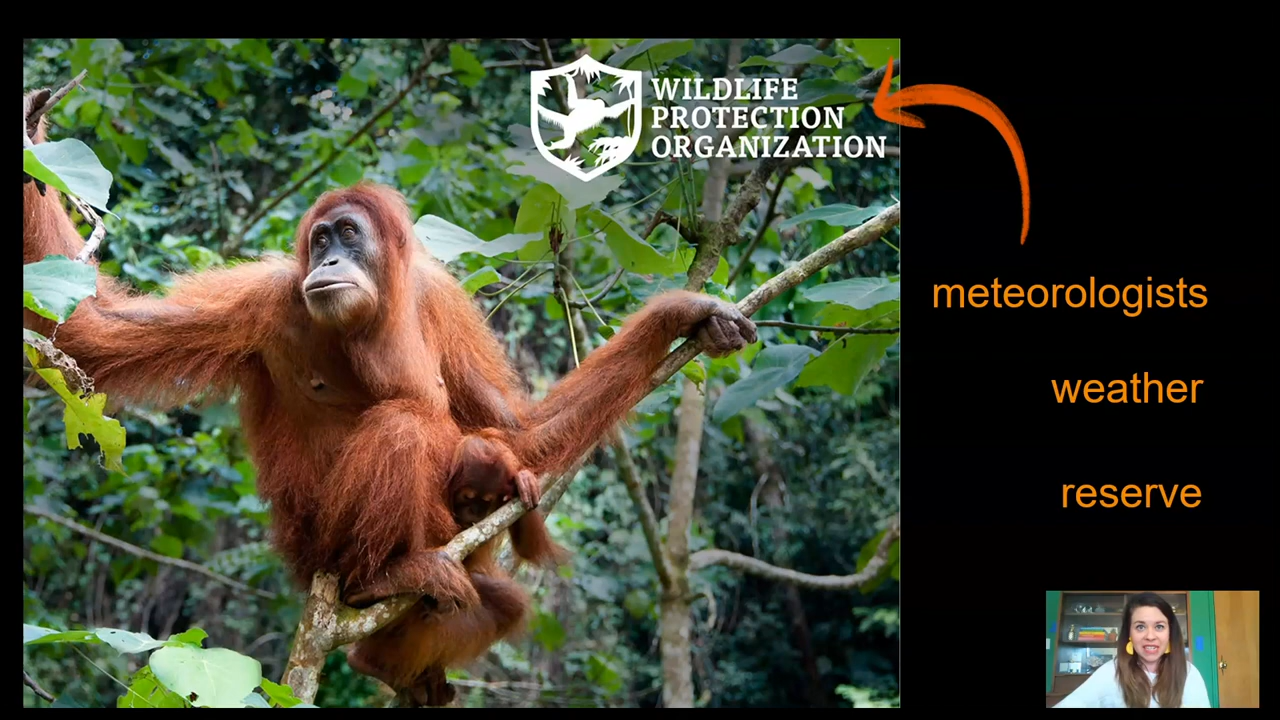 WILDLIFE
PROTECTION
ORGANIZATION
meteorologists
weather
reserve